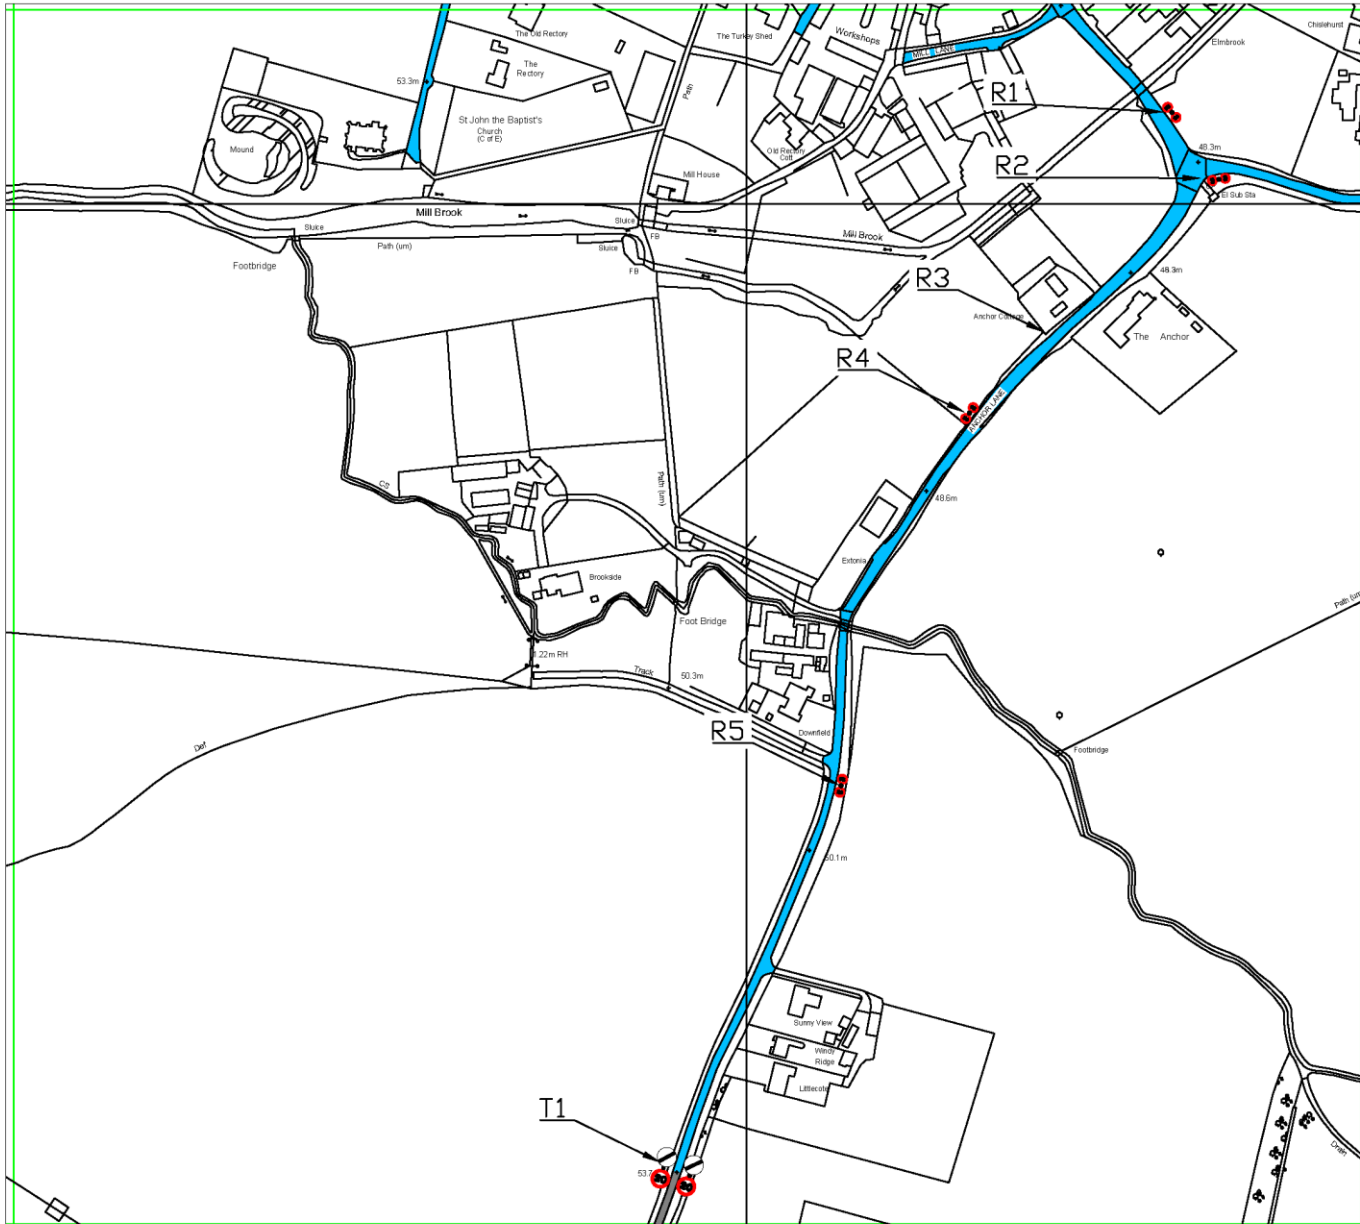 The Old Rectory
The Turkey Shed
Workshops
MILL LANE
Chislehurst
Elmbrook
The
Rectory
53.3m
Path
R1
St John the Baptist's
Church
(C of E)
Mound
Old Rectory
Cott
48.3m
R2
Mill House
El Sub Sta
Mill Brook
Sluice
Sluice
Mill Brook
FB
Path (um)
Sluice
Footbridge
FB
48.3m
R3
Anchor Cottage
The Anchor
R4
ANCHOR LANE
Path (um)
CS
48.6m
Extonia
Brookside
Path (um)
Foot Bridge
1.22m RH
Track
50.3m
R5
Downfield
Def
Footbridge
50.1m
Sunny View
Windy
Ridge
Littlecote
T1
Drain